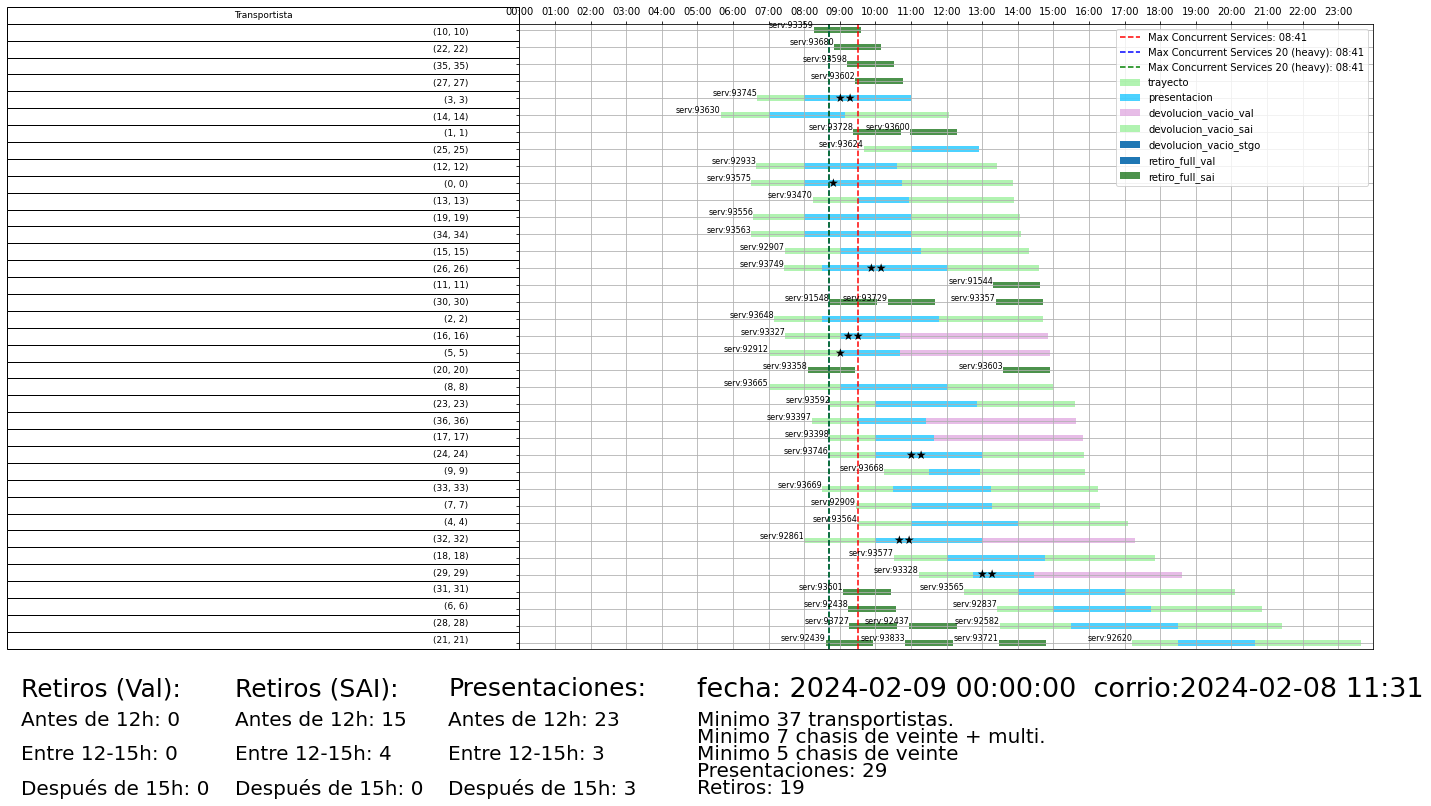 Transportista 00:00 01:00 02:00 03:00 04:00 05:00 06:00 07:00 08:00 09:00 10:00 11:00 12:00 13:00 14:00 15:00 16:00 17:00 18:00 19:00 20:00 21:00 22:00 23:00
(10, 10) serv:93359
(22, 22) serv:93680
(35, 35) serv:93598
(27, 27) serv:93602
(3, 3) serv:93745
(14, 14) serv:93630
(1, 1) serv:93728 serv:93600
(25, 25) serv:93624
(12, 12) serv:92933
(0, 0) serv:93575
(13, 13) serv:93470
(19, 19) serv:93556
(34, 34) serv:93563
(15, 15) serv:92907
(26, 26) serv:93749
(11, 11) serv:91544
(30, 30) serv:91548 serv:93729 serv:93357
(2, 2) serv:93648
(16, 16) serv:93327
(5, 5) serv:92912
(20, 20) serv:93358 serv:93603
(8, 8) serv:93665
(23, 23) serv:93592
(36, 36) serv:93397
(17, 17) serv:93398
(24, 24) serv:93746
(9, 9) serv:93668
(33, 33) serv:93669
(7, 7) serv:92909
(4, 4) serv:93564
(32, 32) serv:92861
(18, 18) serv:93577
(29, 29) serv:93328
(31, 31) serv:93601 serv:93565
(6, 6) serv:92438 serv:92837
(28, 28) serv:93727 serv:92437 serv:92582
(21, 21) serv:92439 serv:93833 serv:93721 serv:92620
Max Concurrent Services: 08:41
Max Concurrent Services 20 (heavy): 08:41
Max Concurrent Services 20 (heavy): 08:41
trayecto
presentacion
devolucion_vacio_val
devolucion_vacio_sai
devolucion_vacio_stgo
retiro_full_val
retiro_full_sai
Retiros (Val):
Antes de 12h: 0
Entre 12-15h: 0
Después de 15h: 0
Retiros (SAI):
Antes de 12h: 15
Entre 12-15h: 4
Después de 15h: 0
Presentaciones:
Antes de 12h: 23
Entre 12-15h: 3
Después de 15h: 3
fecha: 2024-02-09 00:00:00 corrio:2024-02-08 11:31
Minimo 37 transportistas.
Minimo 7 chasis de veinte + multi.
Minimo 5 chasis de veinte
Presentaciones: 29
Retiros: 19